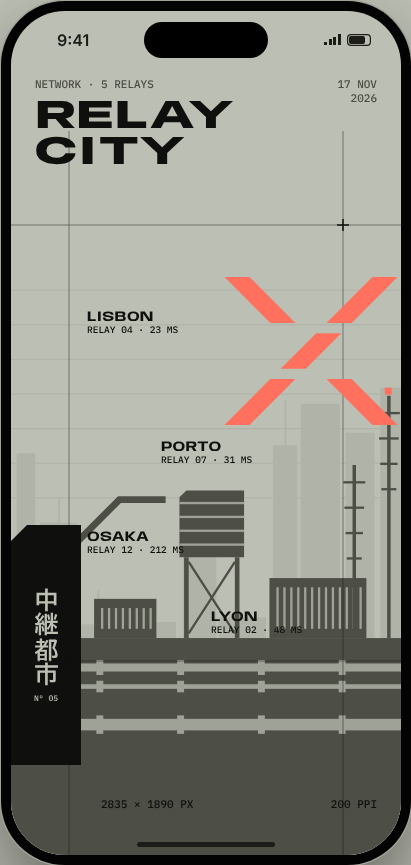 9:41
NETWORK · 5 RELAYS
17 NOV
2026
RELAY
CITY
LISBON
RELAY 04 · 23 MS
PORTO
RELAY 07 · 31 MS
OSAKA
RELAY 12 · 212 MS
中継都市
Nº 05
LYON
RELAY 02 · 48 MS
2835 × 1890 PX
200 PPI